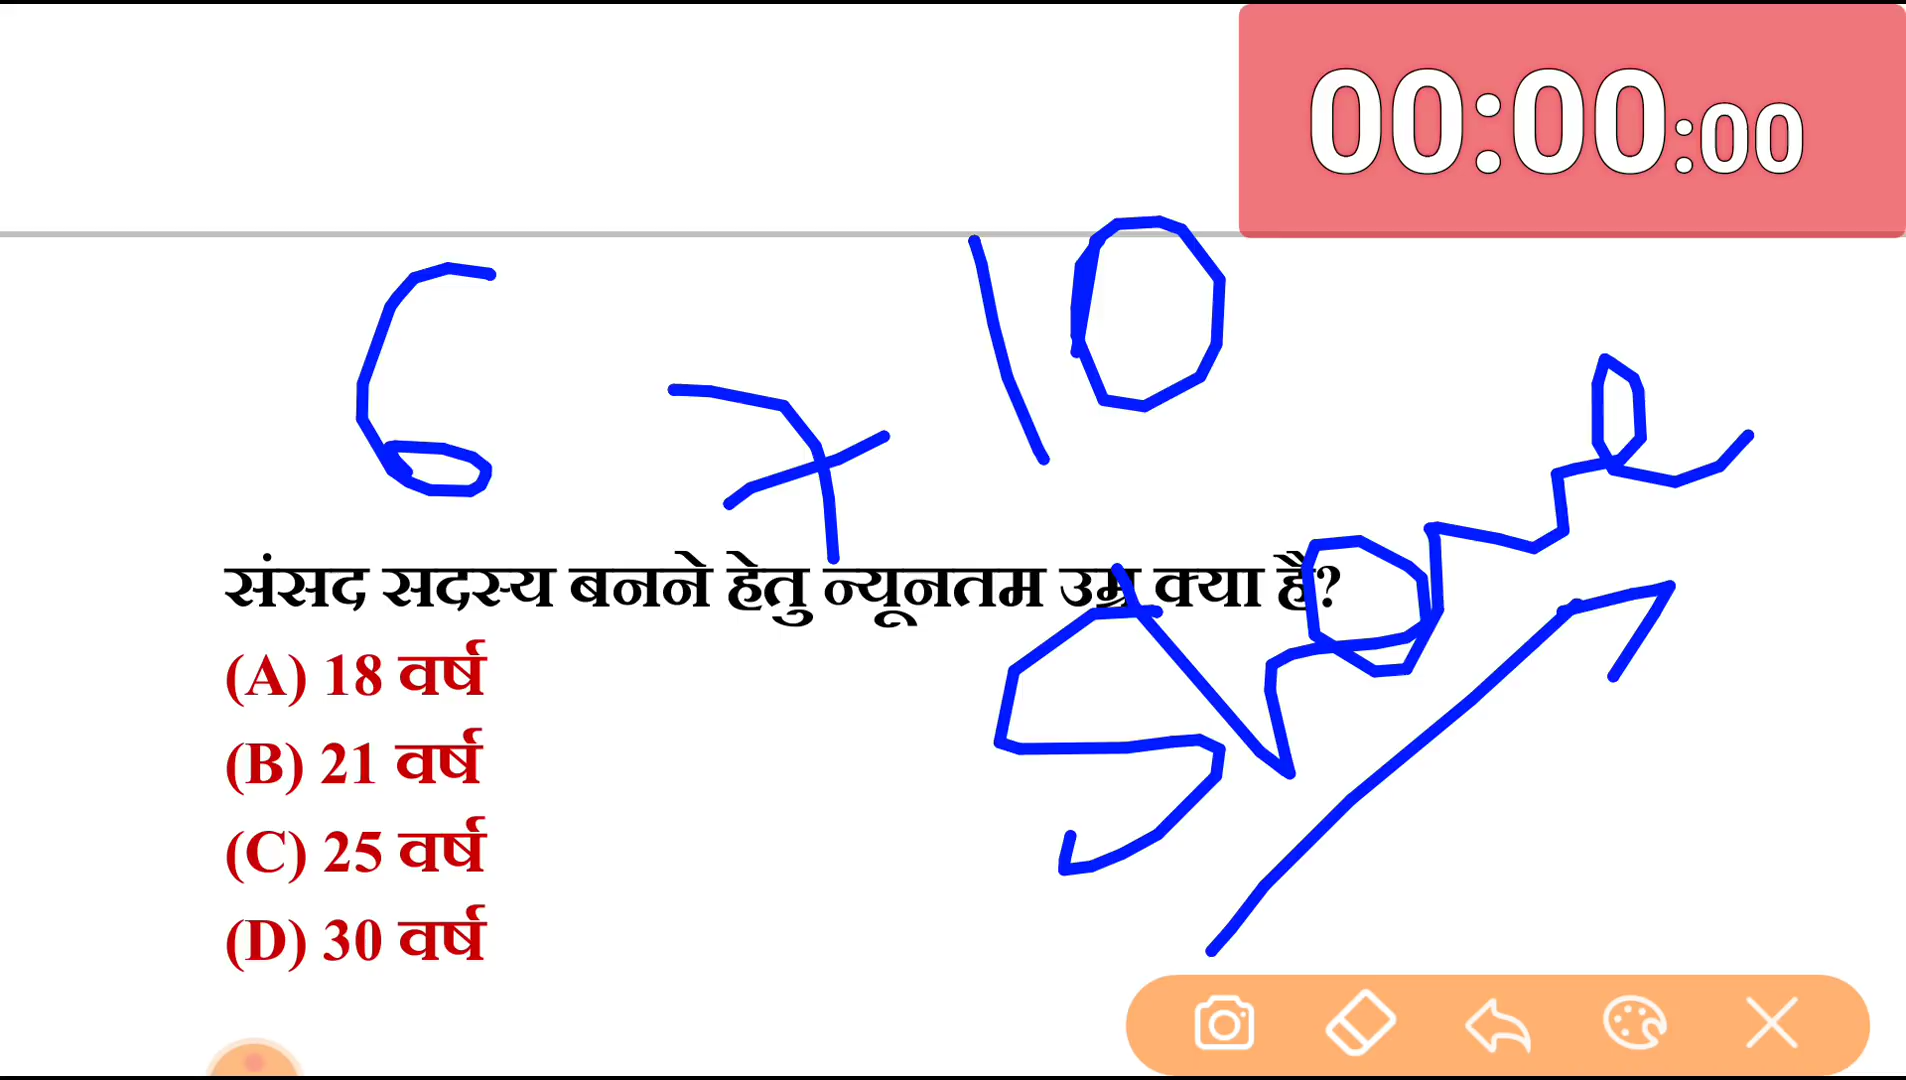 00:00:00
6 7 10
संसद सदस्य बनने हेतु न्यूनतम उम्र क्या है?
(A) 18 वर्ष
(B) 21 वर्ष
(C) 25 वर्ष
(D) 30 वर्ष